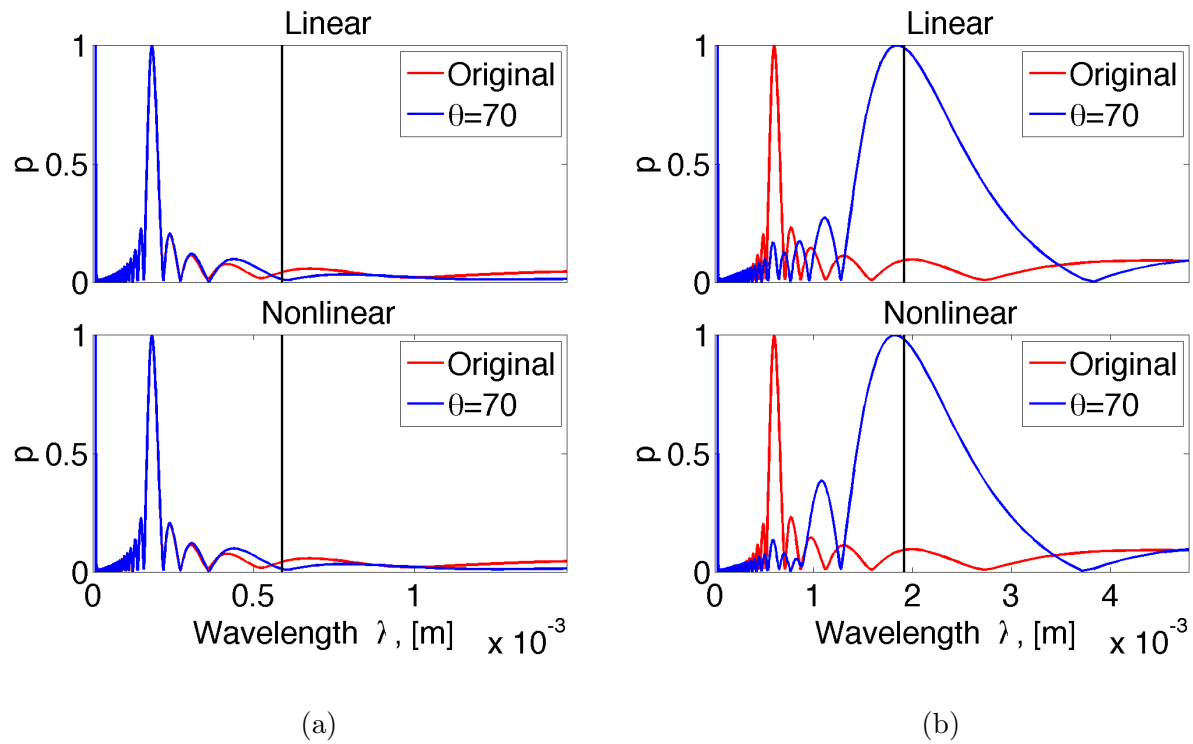 Linear
1
0.5
0
p
Original
θ=70
Nonlinear
1
0.5
0
p
Original
θ=70
0
0.5
1
Wavelength λ, [m]
x 10⁻³
(a)
Linear
1
0.5
0
p
Original
θ=70
Nonlinear
1
0.5
0
p
Original
θ=70
0
1
2
3
4
Wavelength λ, [m]
x 10⁻³
(b)